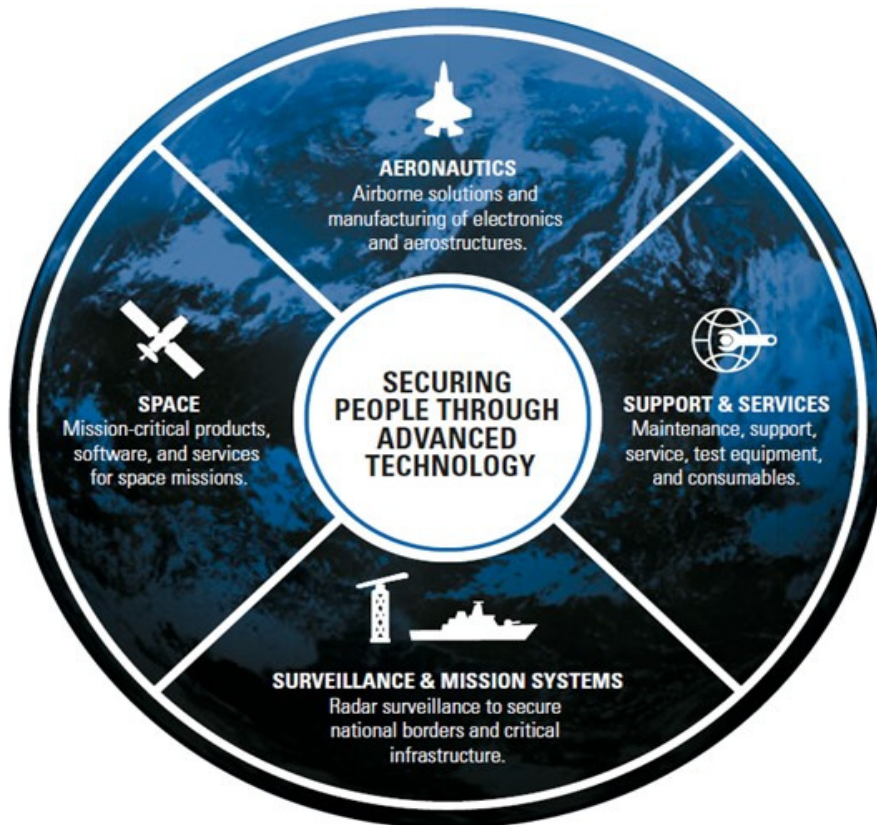 AERONAUTICS
Airborne solutions and
manufacturing of electronics
and aerostructures.
SPACE
Mission-critical products,
software, and services
for space missions.
SECURING
PEOPLE THROUGH
ADVANCED
TECHNOLOGY
SUPPORT & SERVICES
Maintenance, support,
service, test equipment,
and consumables.
SURVEILLANCE & MISSION SYSTEMS
Radar surveillance to secure
national borders and critical
infrastructure.